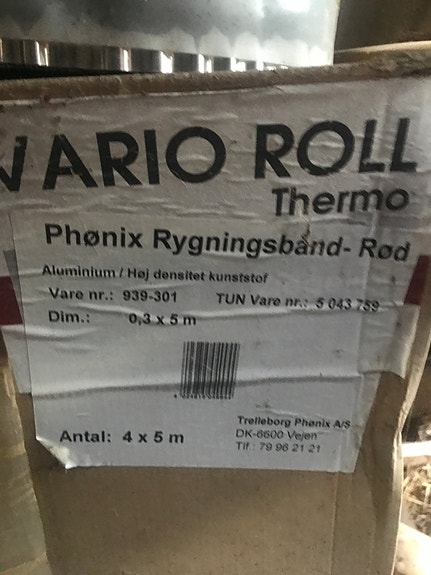 VARIO ROLL
Thermo
Phønix Rygningsbånd- Rød
Aluminium / Høj densitet kunststof
Vare nr.: 939-301 TUN Vare nr.: 5 043 759
Dim.: 0,3 x 5 m
Trelleborg Phønix A/S
Antal: 4 x 5 m DK-6600 Vejen
Tlf.: 79 96 21 21